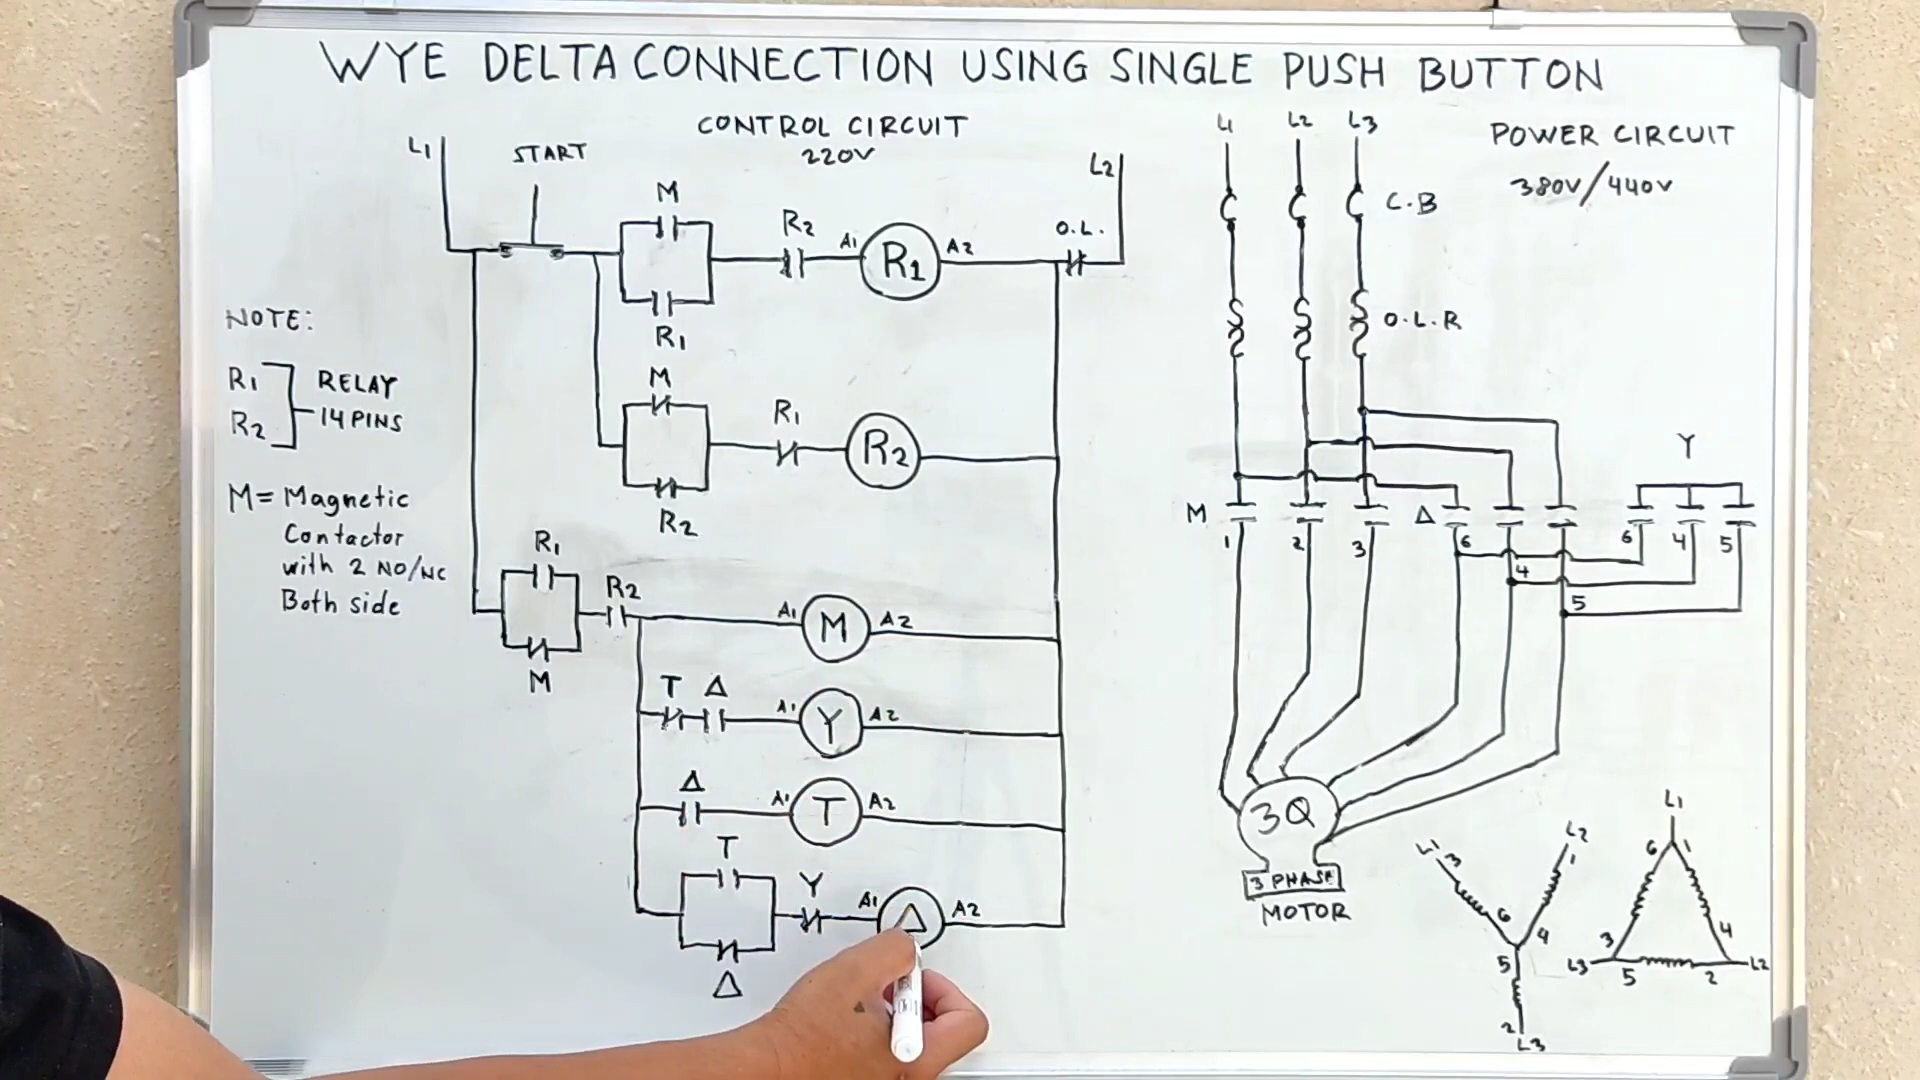 WYE DELTA CONNECTION USING SINGLE PUSH BUTTON
CONTROL CIRCUIT
220V
L1
START
L2
M
R2
A1
R1
A2
O.L.
R1
M
R1
R2
R2
NOTE:
R1
R2
RELAY
14 PINS
M = Magnetic
Contactor
with 2 NO/NC
Both side
R1
R2
A1
M
A2
M
T Δ
A1
Y
A2
Δ
A1
T
A2
T
Y
A1
Δ
A2
Δ
POWER CIRCUIT
380V/440V
L1 L2 L3
C.B
O.L.R
Y
M
Δ
1 2 3 6 4 5
6 4 5
3Q
3 PHASE
MOTOR
L1 3
L2
1
6
4
5
2
L3
L1
6 1
3
4
L3
5 2
L2